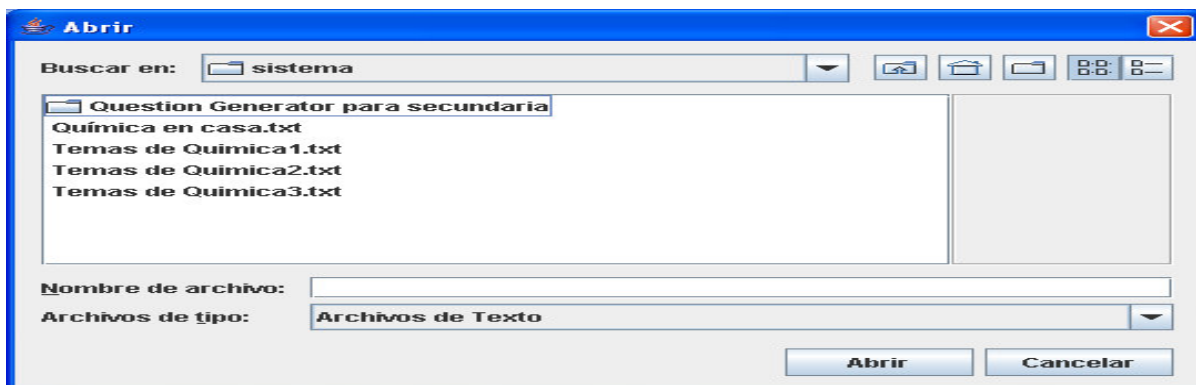 Abrir
Buscar en: sistema
Question Generator para secundaria
Química en casa.txt
Temas de Quimica1.txt
Temas de Quimica2.txt
Temas de Quimica3.txt
Nombre de archivo:
Archivos de tipo: Archivos de Texto
Abrir Cancelar